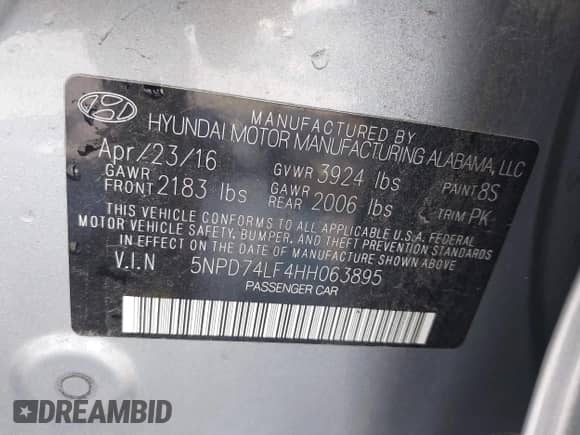 MANUFACTURED BY
HYUNDAI MOTOR MANUFACTURING ALABAMA, LLC
Apr/23/16 GVWR 3924 lbs PAINT 8S
GAWR FRONT 2183 lbs GAWR REAR 2006 lbs TRIM PK
THIS VEHICLE CONFORMS TO ALL APPLICABLE U.S.A. FEDERAL
MOTOR VEHICLE SAFETY, BUMPER, AND THEFT PREVENTION STANDARDS
IN EFFECT ON THE DATE OF MANUFACTURE SHOWN ABOVE.
V.I.N 5NPD74LF4HH063895
PASSENGER CAR
DREAMBID